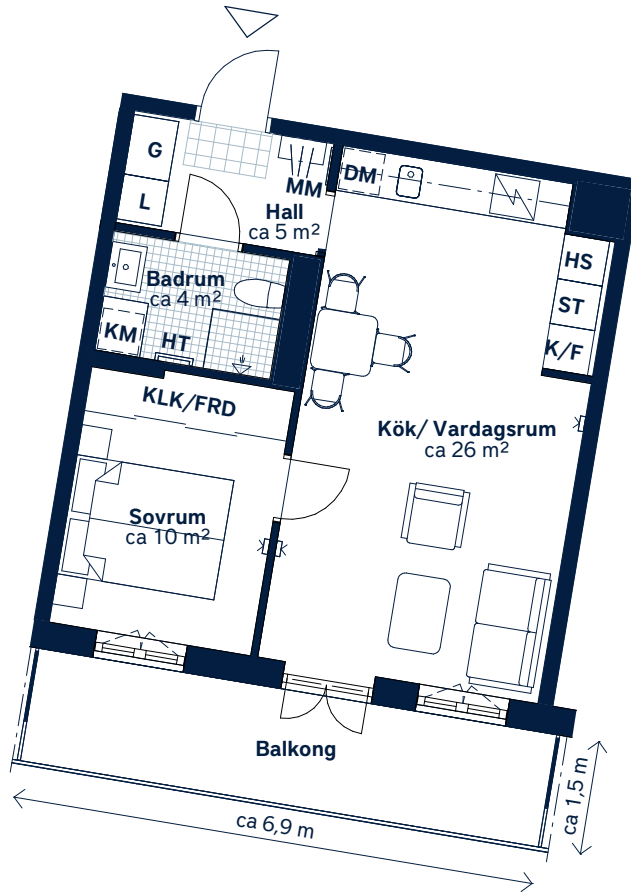 G
L
MM
DM
Hall
ca 5 m²
Badrum
ca 4 m²
KM
HT
HS
ST
K/F
KLK/FRD
Kök/ Vardagsrum
ca 26 m²
Sovrum
ca 10 m²
Balkong
ca 1,5 m
ca 6,9 m